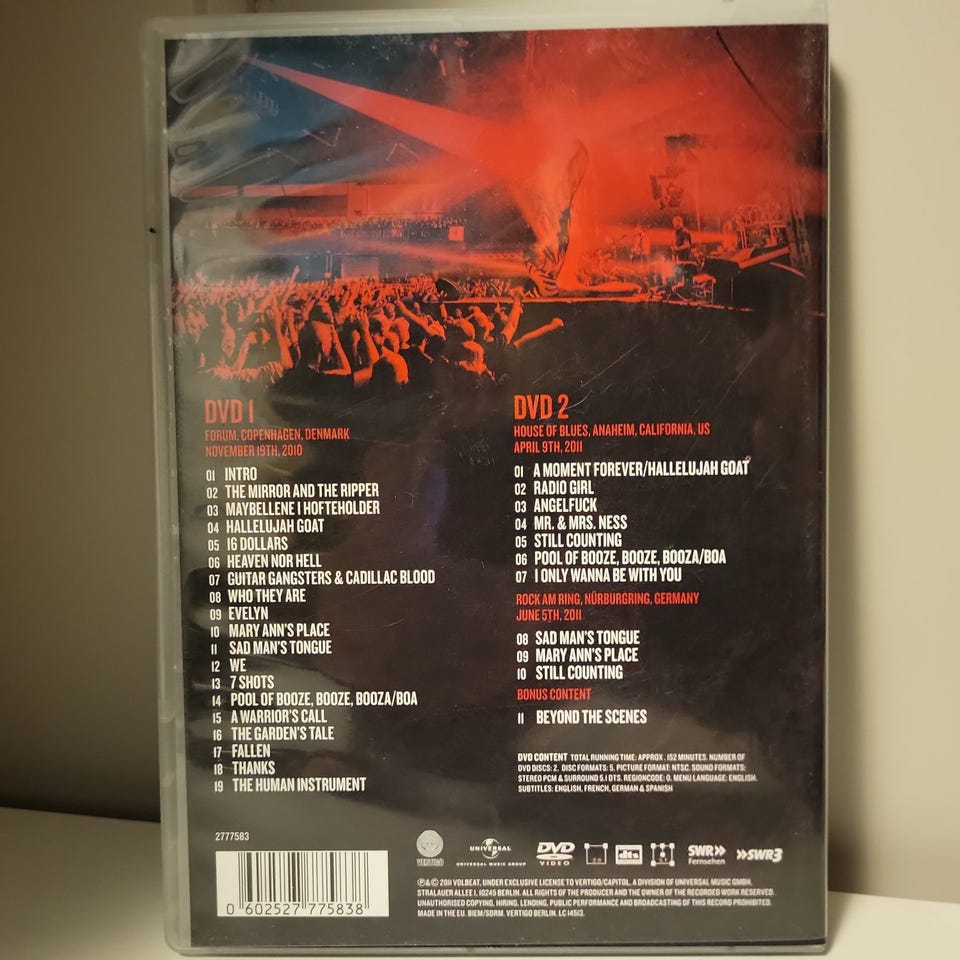 DVD 1
FORUM, COPENHAGEN, DENMARK
NOVEMBER 19TH, 2010
01 INTRO
02 THE MIRROR AND THE RIPPER
03 MAYBELLENE I HOFTEHOLDER
04 HALLELUJAH GOAT
05 16 DOLLARS
06 HEAVEN NOR HELL
07 GUITAR GANGSTERS & CADILLAC BLOOD
08 WHO THEY ARE
09 EVELYN
10 MARY ANN'S PLACE
11 SAD MAN'S TONGUE
12 WE
13 7 SHOTS
14 POOL OF BOOZE, BOOZE, BOOZA/BOA
15 A WARRIOR'S CALL
16 THE GARDEN'S TALE
17 FALLEN
18 THANKS
19 THE HUMAN INSTRUMENT
DVD 2
HOUSE OF BLUES, ANAHEIM, CALIFORNIA, US
APRIL 9TH, 2011
01 A MOMENT FOREVER/HALLELUJAH GOAT
02 RADIO GIRL
03 ANGELFUCK
04 MR. & MRS. NESS
05 STILL COUNTING
06 POOL OF BOOZE, BOOZE, BOOZA/BOA
07 I ONLY WANNA BE WITH YOU
ROCK AM RING, NÜRBURGRING, GERMANY
JUNE 5TH, 2011
08 SAD MAN'S TONGUE
09 MARY ANN'S PLACE
10 STILL COUNTING
BONUS CONTENT
11 BEYOND THE SCENES
DVD CONTENT TOTAL RUNNING TIME: APPROX. 152 MINUTES. NUMBER OF
DVD DISCS: 2. DISC FORMATS: 5. PICTURE FORMAT: NTSC. SOUND FORMATS:
STEREO PCM & SURROUND 5.1 DTS. REGIONCODE: 0. MENU LANGUAGE: ENGLISH.
SUBTITLES: ENGLISH, FRENCH, GERMAN & SPANISH
2777583
0 602527 775838
VERTIGO
UNIVERSAL
UNIVERSAL MUSIC GROUP
DVD
VIDEO
2.0
dts
5.1
SWR
Fernsehen
SWR3
℗&© 2011 VOLBEAT, UNDER EXCLUSIVE LICENSE TO VERTIGO/CAPITOL, A DIVISION OF UNIVERSAL MUSIC GMBH,
STRALAUER ALLEE 1, 10245 BERLIN. ALL RIGHTS OF THE PRODUCER AND THE OWNER OF THE RECORDED WORK RESERVED.
UNAUTHORISED COPYING, HIRING, LENDING, PUBLIC PERFORMANCE AND BROADCASTING OF THIS RECORD PROHIBITED.
MADE IN THE EU. BIEM/SDRM. VERTIGO BERLIN. LC 14513.